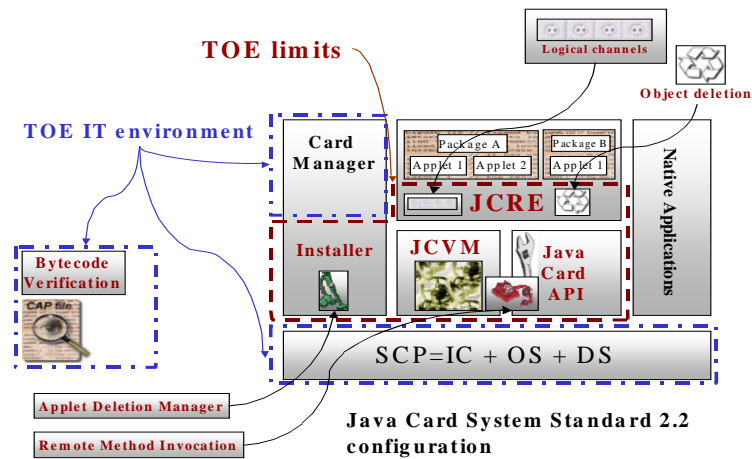 Logical channels
TOE limits
Object deletion
TOE IT environment
Card
Manager
Package A
Applet 1
Applet 2
Package B
Applet 1
Native Applications
JCRE
Installer
JCVM
Java
Card
API
Bytecode
Verification
CAP file
SCP=IC + OS + DS
Applet Deletion Manager
Remote Method Invocation
Java Card System Standard 2.2
configuration